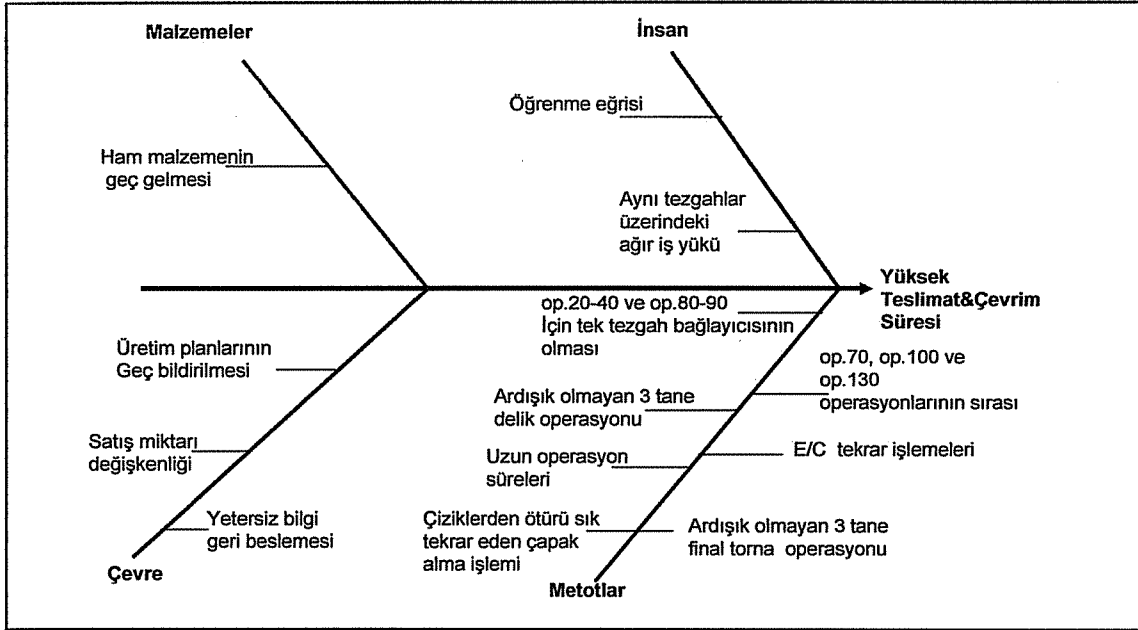 Malzemeler
İnsan
Öğrenme eğrisi
Ham malzemenin
geç gelmesi
Aynı tezgahlar
üzerindeki
ağır iş yükü
Yüksek
Teslimat&Çevrim
Süresi
op.20-40 ve op.80-90
İçin tek tezgah bağlayıcısının
olması
Üretim planlarının
Geç bildirilmesi
op.70, op.100 ve
op.130
operasyonlarının sırası
Ardışık olmayan 3 tane
delik operasyonu
Satış miktarı
değişkenliği
E/C tekrar işlemeleri
Uzun operasyon
süreleri
Yetersiz bilgi
geri beslemesi
Çiziklerden ötürü sık
tekrar eden çapak
alma işlemi
Ardışık olmayan 3 tane
final torna operasyonu
Çevre
Metotlar